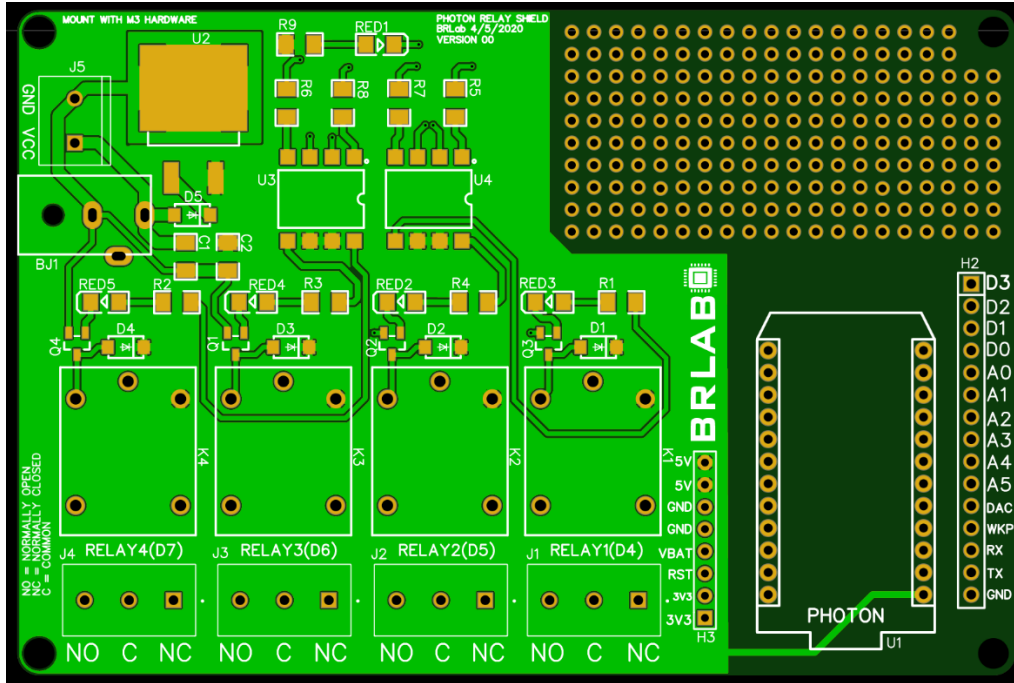 MOUNT WITH M3 HARDWARE
PHOTON RELAY SHIELD
BRLab 4/5/2020
VERSION 00
U2
R9
RED1
J5
GND VCC
R6
R8
R7
R5
U3
U4
D5
C1
C2
BJ1
RED5
R2
RED4
R3
RED2
R4
RED3
R1
Q4
D4
Q1
D3
Q2
D2
Q3
D1
K4
K3
K2
K1
BRLAB
H2
D3
D2
D1
D0
A0
A1
A2
A3
A4
A5
DAC
WKP
RX
TX
GND
5V
5V
GND
GND
VBAT
RST
3V3
3V3
H3
NO = NORMALLY OPEN
NC = NORMALLY CLOSED
C = COMMON
RELAY4(D7)
RELAY3(D6)
RELAY2(D5)
RELAY1(D4)
J4
J3
J2
J1
PHOTON
U1
NO C NC
NO C NC
NO C NC
NO C NC